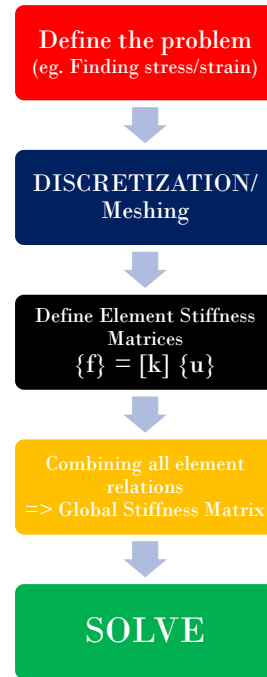 Define the problem
(eg. Finding stress/strain)
DISCRETIZATION/
Meshing
Define Element Stiffness
Matrices
{f} = [k] {u}
Combining all element
relations
=> Global Stiffness Matrix
SOLVE